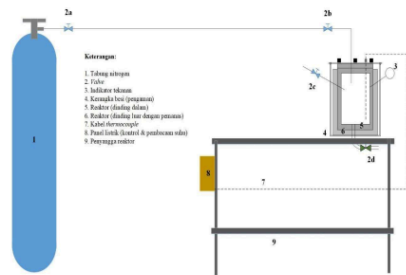 2a
2b
Keterangan:
1. Tabung nitrogen
2. Valve
3. Indikator tekanan
4. Kerangka besi (pengaman)
5. Reaktor (dinding dalam)
6. Reaktor (dinding luar dengan pemanas)
7. Kabel thermocouple
8. Panel listrik (kontrol & pembacaan suhu)
9. Penyangga reaktor
3
2c
1
4
6
5
2d
8
7
9